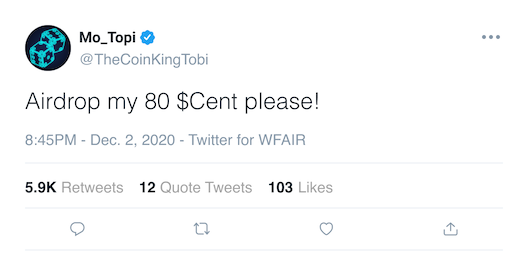 Mo_Topi
@TheCoinKingTobi
Airdrop my 80 $Cent please!
8:45PM - Dec. 2, 2020 - Twitter for WFAIR
5.9K Retweets 12 Quote Tweets 103 Likes